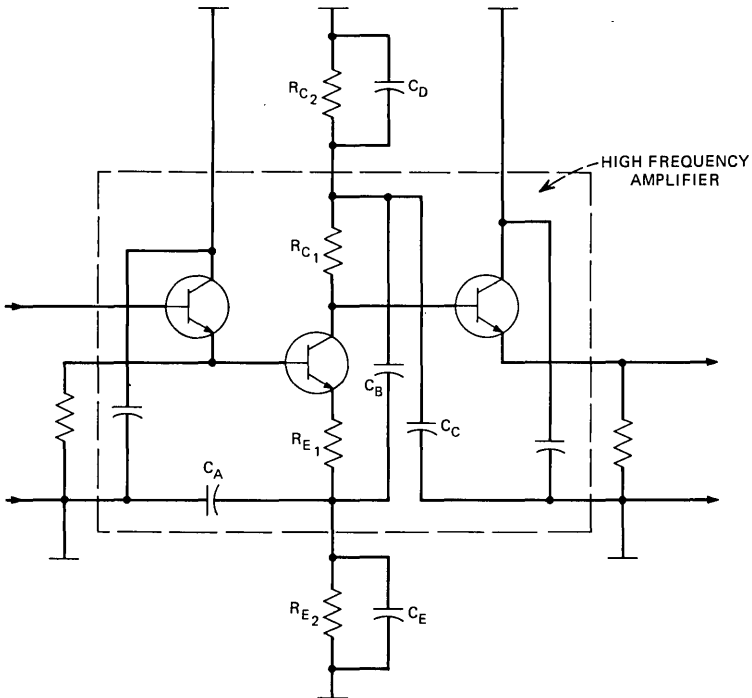 R_C2
C_D
HIGH FREQUENCY
AMPLIFIER
R_C1
C_B
C_C
R_E1
C_A
R_E2
C_E